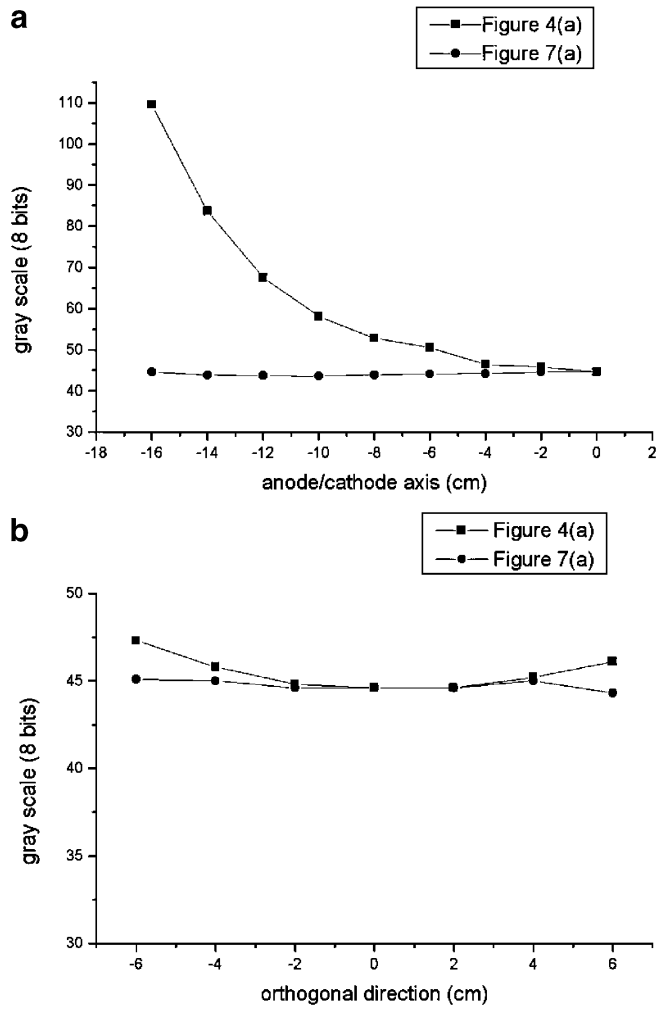 a
Figure 4(a)
Figure 7(a)
110
100
90
80
70
60
50
40
30
gray scale (8 bits)
-18 -16 -14 -12 -10 -8 -6 -4 -2 0 2
anode/cathode axis (cm)
b
Figure 4(a)
Figure 7(a)
50
45
40
35
30
gray scale (8 bits)
-6 -4 -2 0 2 4 6
orthogonal direction (cm)